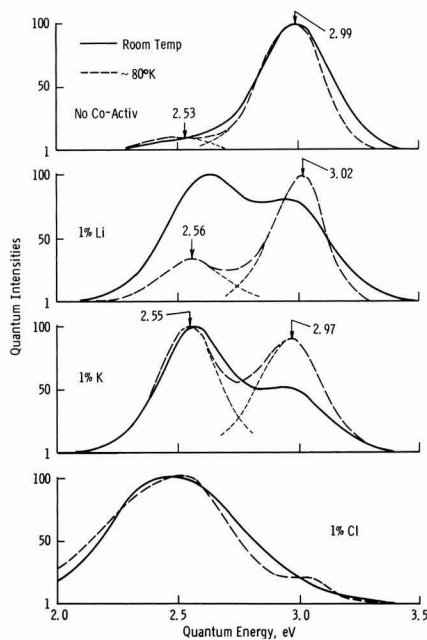 100
Room Temp
2.99
~80°K
50
No Co-Activ
2.53
1
100
3.02
1% Li
2.56
50
1
Quantum Intensities
2.55
100
2.97
1% K
50
1
100
1% Cl
50
1
2.0
2.5
3.0
3.5
Quantum Energy, eV